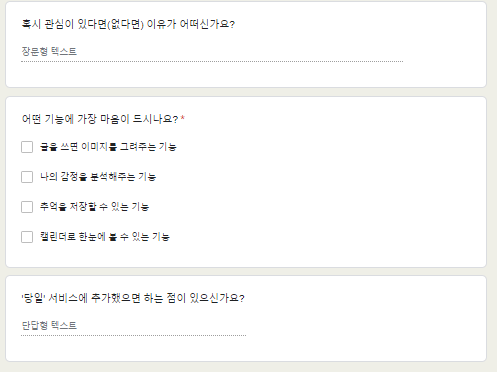 혹시 관심이 있다면(없다면) 이유가 어떠신가요?
장문형 텍스트
어떤 기능에 가장 마음이 드시나요? *
글을 쓰면 이미지를 그려주는 기능
나의 감정을 분석해주는 기능
추억을 저장할 수 있는 기능
캘린더로 한눈에 볼 수 있는 기능
'당일' 서비스에 추가했으면 하는 점이 있으신가요?
단답형 텍스트